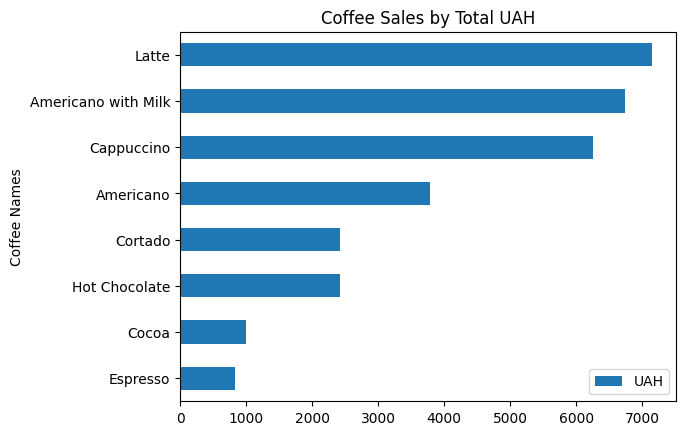 Coffee Sales by Total UAH
Coffee Names
Latte
Americano with Milk
Cappuccino
Americano
Cortado
Hot Chocolate
Cocoa
Espresso
UAH
0 1000 2000 3000 4000 5000 6000 7000